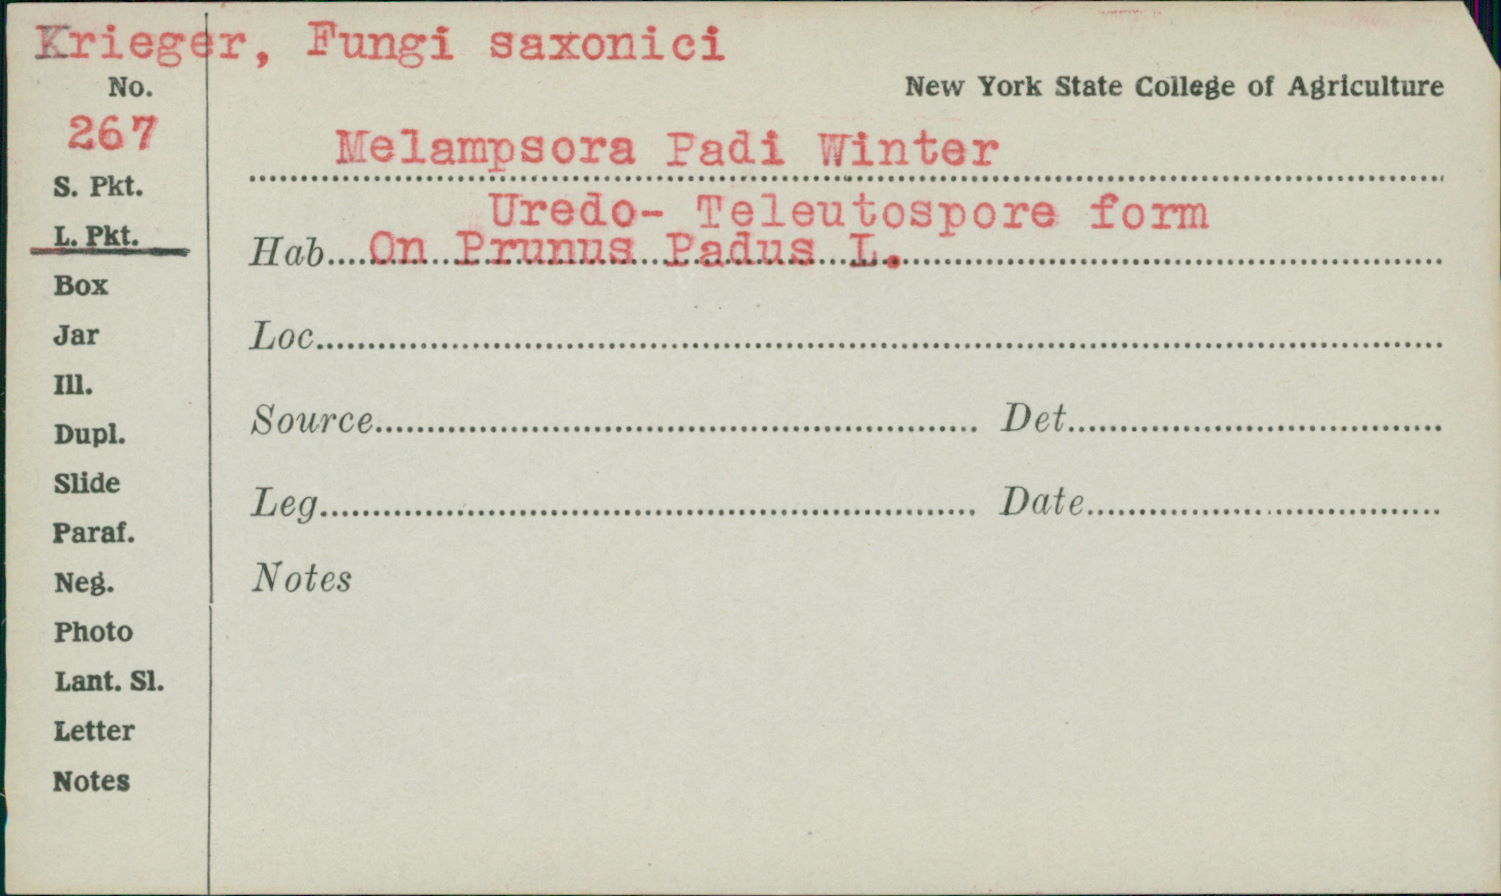 Krieger, Fungi saxonici
No.
New York State College of Agriculture
267
Melampsora Padi Winter
S. Pkt.
Uredo- Teleutospore form
L. Pkt.
Hab. On Prunus Padus L.
Box
Jar
Loc.
Ill.
Dupl.
Source Det.
Slide
Leg. Date
Paraf.
Neg.
Notes
Photo
Lant. Sl.
Letter
Notes